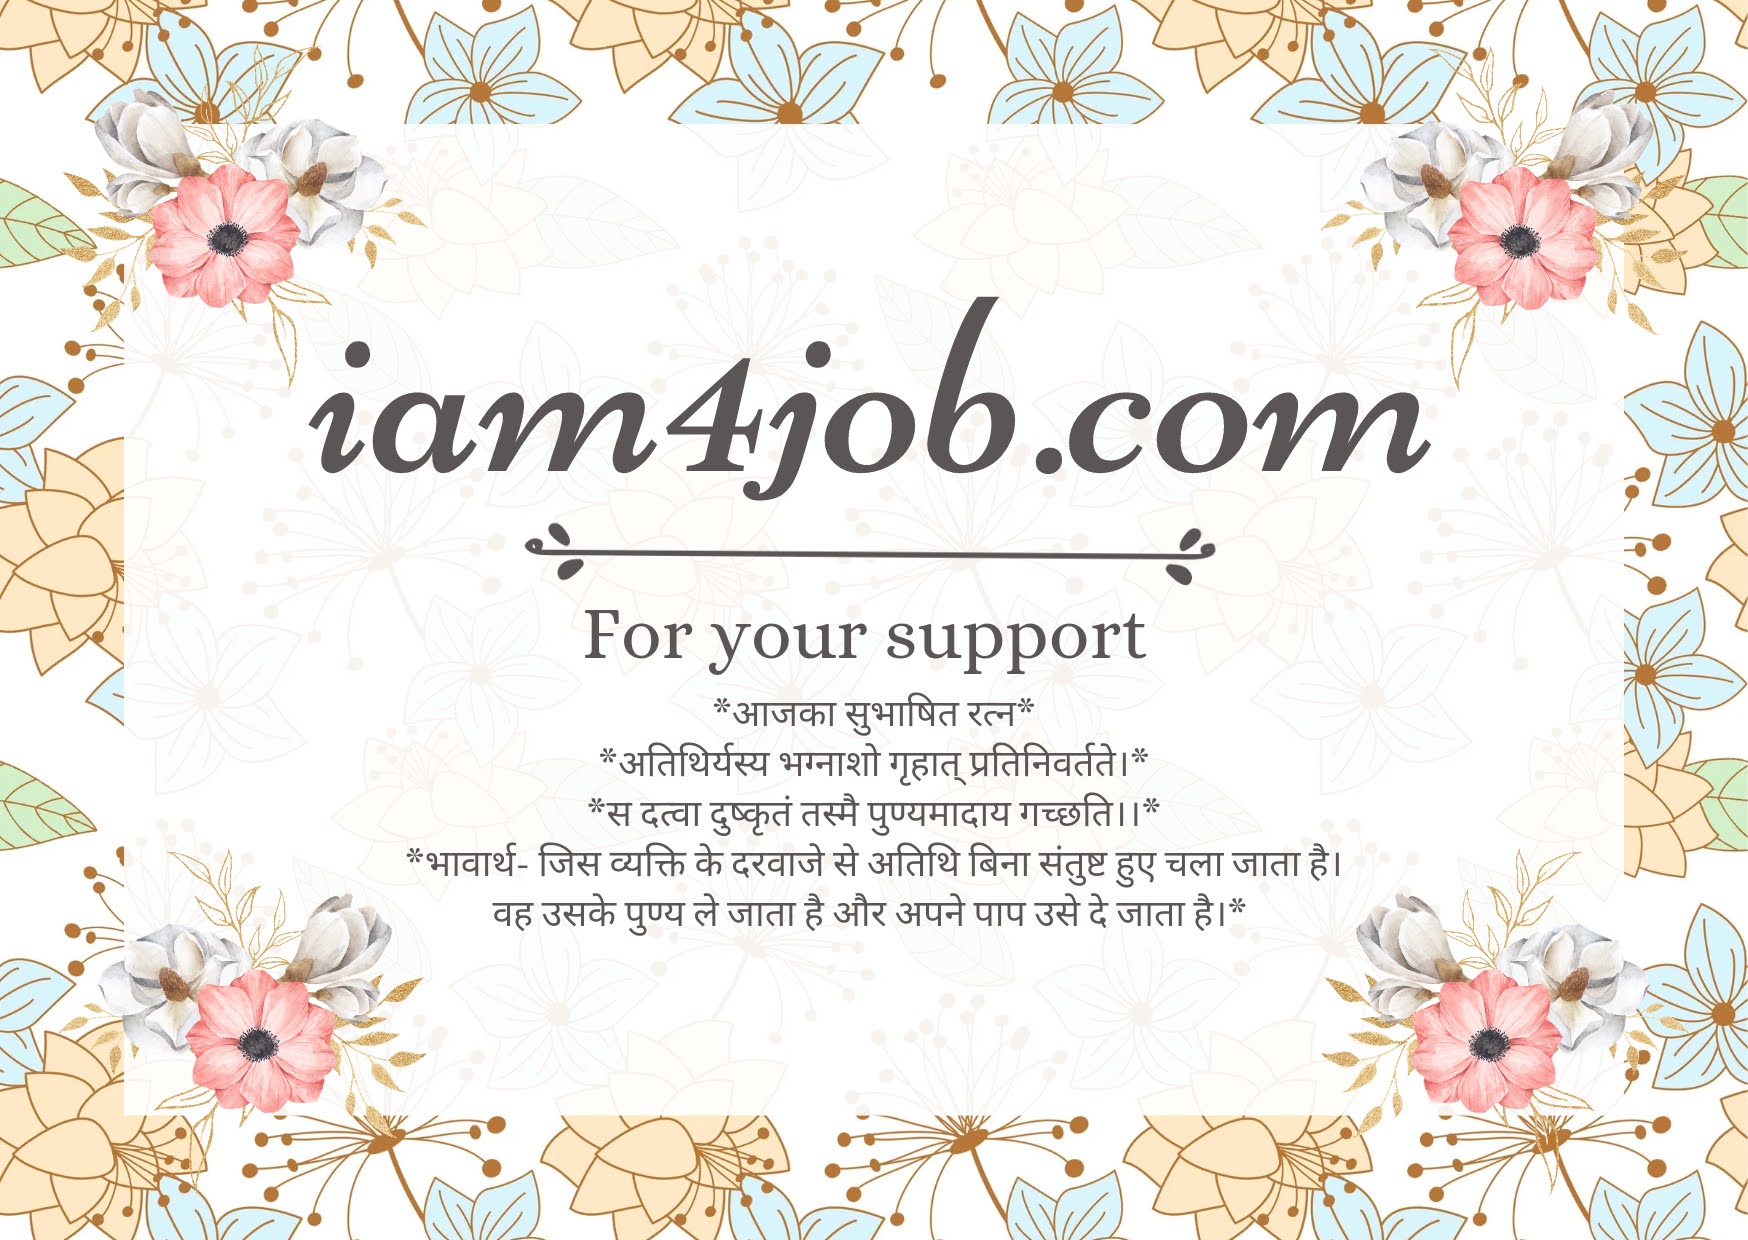 iam4job.com
For your support
*आजका सुभाषित रत्न*
*अतिथिर्यस्य भग्नाशो गृहात् प्रतिनिवर्तते।*
*स दत्वा दुष्कृतं तस्मै पुण्यमादाय गच्छति।।*
*भावार्थ- जिस व्यक्ति के दरवाजे से अतिथि बिना संतुष्ट हुए चला जाता है।
वह उसके पुण्य ले जाता है और अपने पाप उसे दे जाता है।*